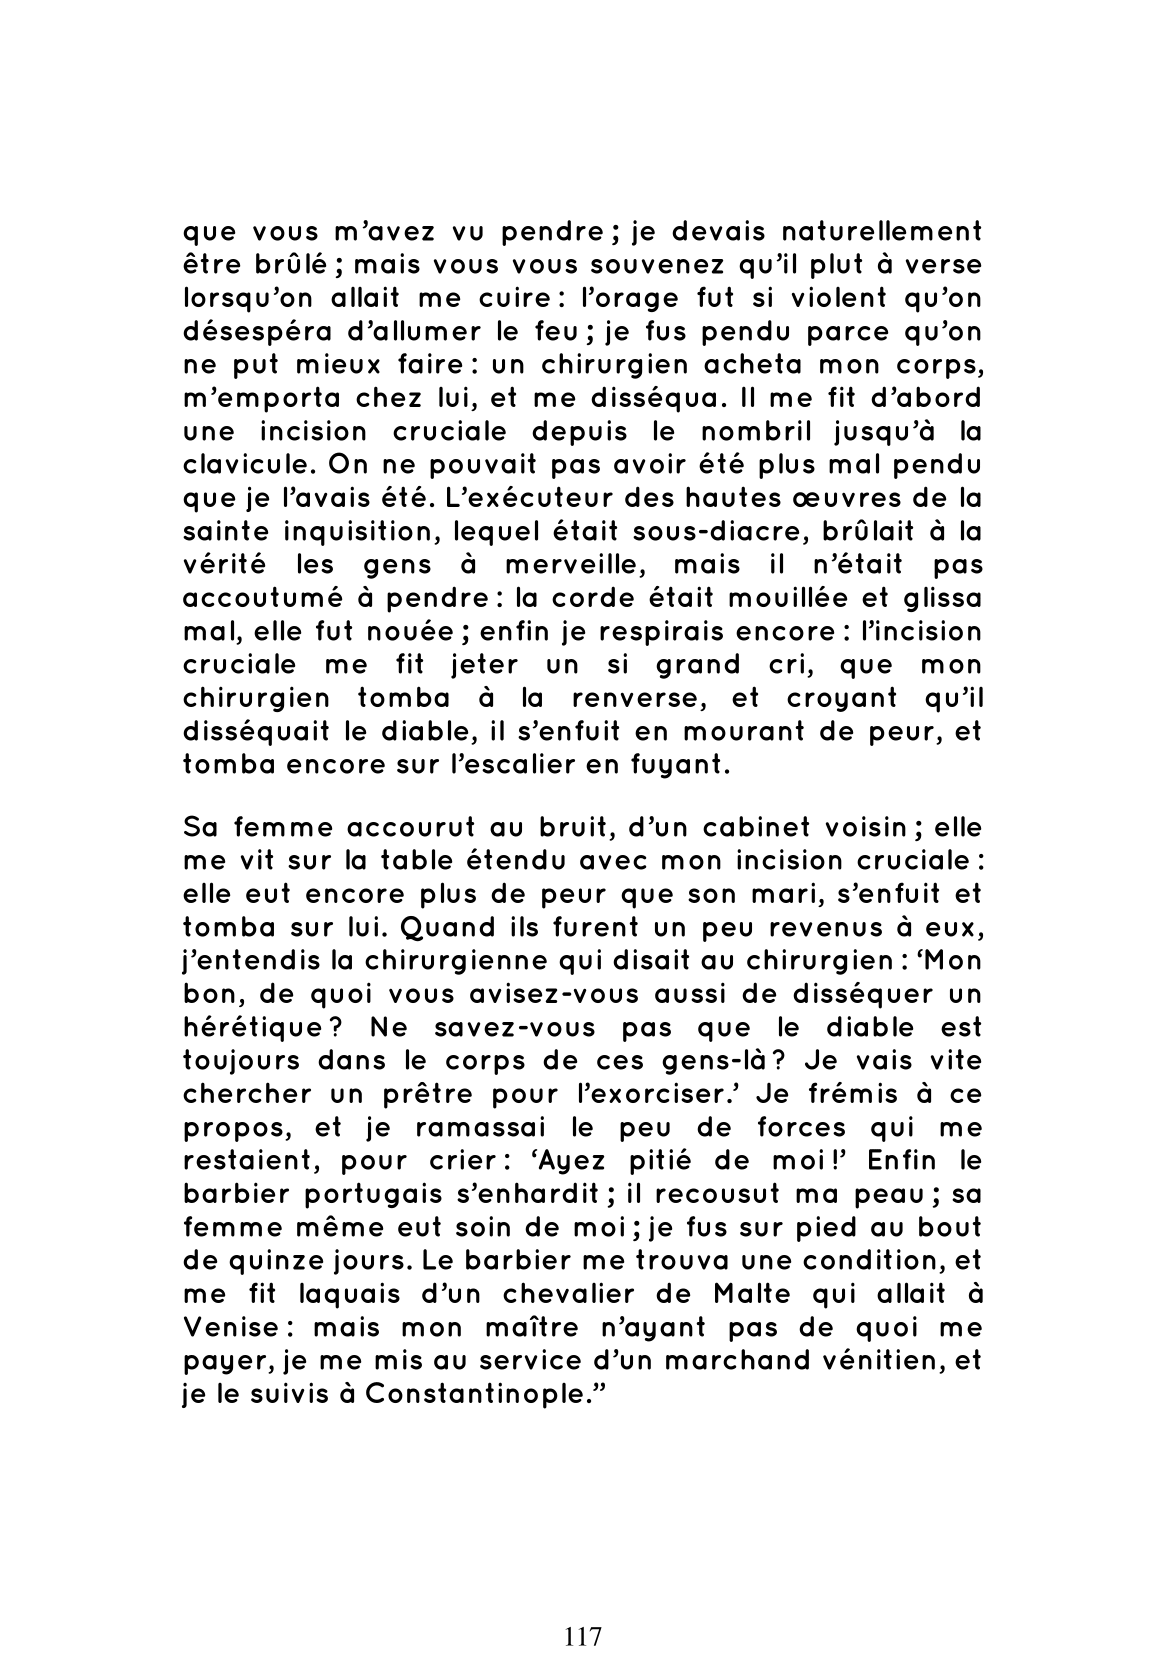 que vous m’avez vu pendre ; je devais naturellement
être brûlé ; mais vous vous souvenez qu’il plut à verse
lorsqu’on allait me cuire : l’orage fut si violent qu’on
désespéra d’allumer le feu ; je fus pendu parce qu’on
ne put mieux faire : un chirurgien acheta mon corps,
m’emporta chez lui, et me disséqua. Il me fit d’abord
une incision cruciale depuis le nombril jusqu’à la
clavicule. On ne pouvait pas avoir été plus mal pendu
que je l’avais été. L’exécuteur des hautes œuvres de la
sainte inquisition, lequel était sous-diacre, brûlait à la
vérité les gens à merveille, mais il n’était pas
accoutumé à pendre : la corde était mouillée et glissa
mal, elle fut nouée ; enfin je respirais encore : l’incision
cruciale me fit jeter un si grand cri, que mon
chirurgien tomba à la renverse, et croyant qu’il
disséquait le diable, il s’enfuit en mourant de peur, et
tomba encore sur l’escalier en fuyant.
Sa femme accourut au bruit, d’un cabinet voisin ; elle
me vit sur la table étendu avec mon incision cruciale :
elle eut encore plus de peur que son mari, s’enfuit et
tomba sur lui. Quand ils furent un peu revenus à eux,
j’entendis la chirurgienne qui disait au chirurgien : ‘Mon
bon, de quoi vous avisez-vous aussi de disséquer un
hérétique ? Ne savez-vous pas que le diable est
toujours dans le corps de ces gens-là ? Je vais vite
chercher un prêtre pour l’exorciser.’ Je frémis à ce
propos, et je ramassai le peu de forces qui me
restaient, pour crier : ‘Ayez pitié de moi !’ Enfin le
barbier portugais s’enhardit ; il recousut ma peau ; sa
femme même eut soin de moi ; je fus sur pied au bout
de quinze jours. Le barbier me trouva une condition, et
me fit laquais d’un chevalier de Malte qui allait à
Venise : mais mon maître n’ayant pas de quoi me
payer, je me mis au service d’un marchand vénitien, et
je le suivis à Constantinople.”
117